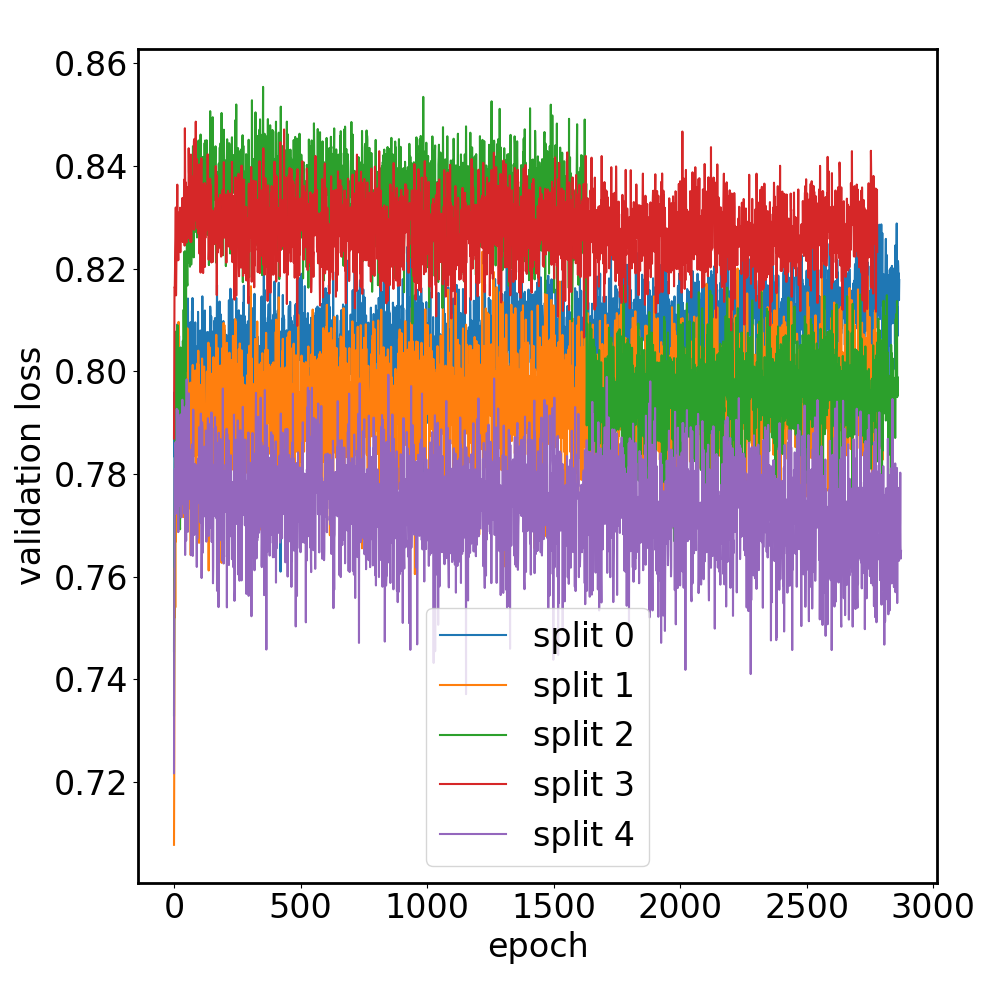 0.86
0.84
0.82
0.80
0.78
0.76
0.74
0.72
validation loss
split 0
split 1
split 2
split 3
split 4
0 500 1000 1500 2000 2500 3000
epoch